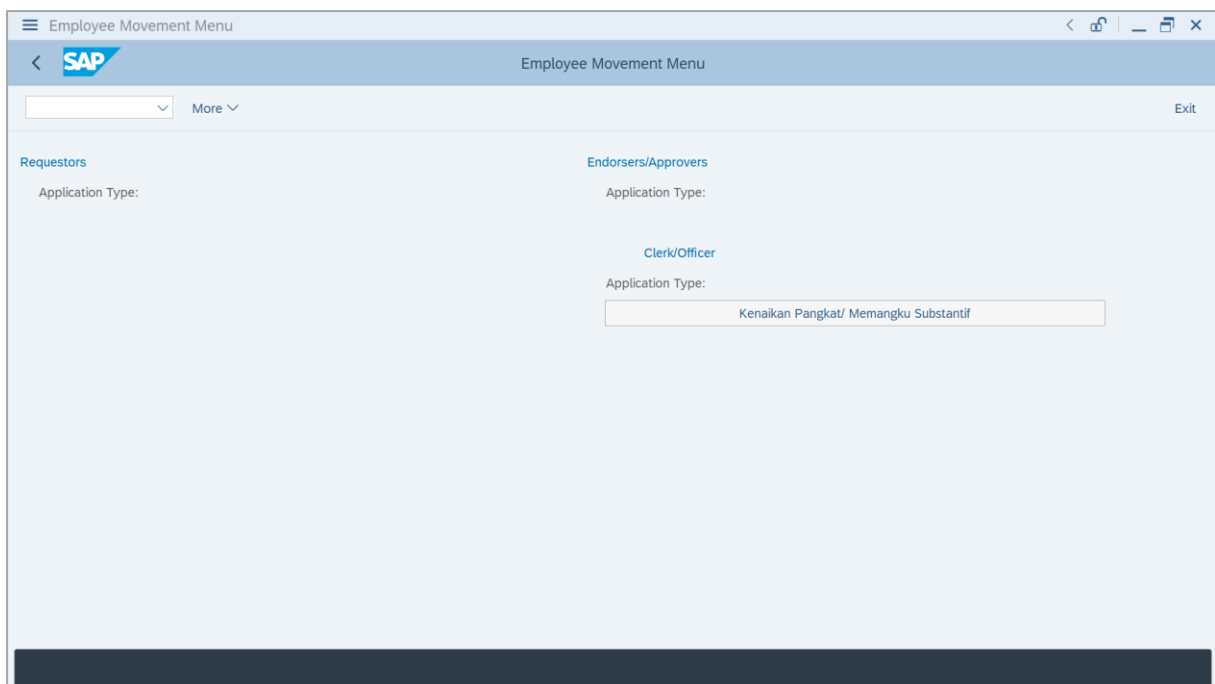 Employee Movement Menu
SAP
Employee Movement Menu
More
Exit
Requestors
Application Type:
Endorsers/Approvers
Application Type:
Clerk/Officer
Application Type:
Kenaikan Pangkat/ Memangku Substantif